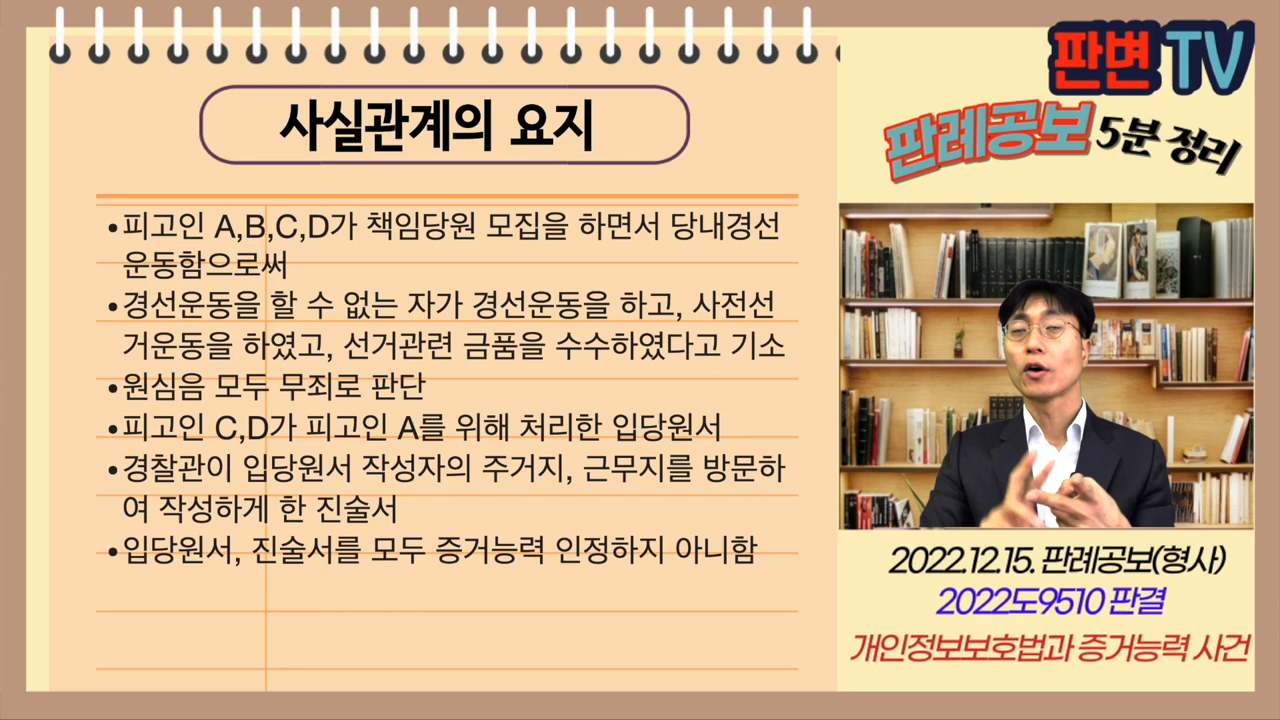 사실관계의 요지
•피고인 A,B,C,D가 책임당원 모집을 하면서 당내경선
운동함으로써
•경선운동을 할 수 없는 자가 경선운동을 하고, 사전선
거운동을 하였고, 선거관련 금품을 수수하였다고 기소
•원심음 모두 무죄로 판단
•피고인 C,D가 피고인 A를 위해 처리한 입당원서
•경찰관이 입당원서 작성자의 주거지, 근무지를 방문하
여 작성하게 한 진술서
•입당원서, 진술서를 모두 증거능력 인정하지 아니함
판변 TV
판례공보 5분 정리
2022.12.15. 판례공보(형사)
2022도9510 판결
개인정보보호법과 증거능력 사건